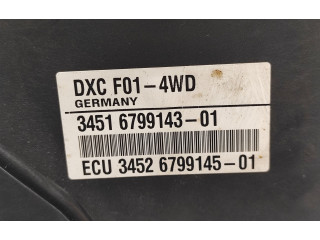 DXC F01-4WD
GERMANY
3451 6799143-01
ECU 3452 6799145-01